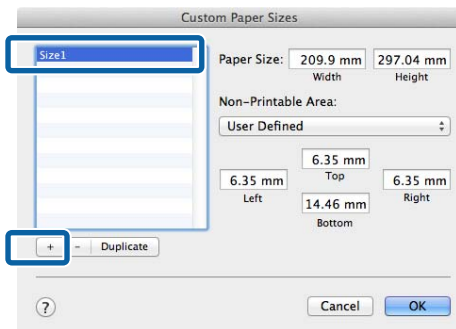 Custom Paper Sizes
Size1
Paper Size: 209.9 mm 297.04 mm
Width Height
Non-Printable Area:
User Defined
6.35 mm
Top
6.35 mm 6.35 mm
Left Right
14.46 mm
Bottom
+ - Duplicate
? Cancel OK